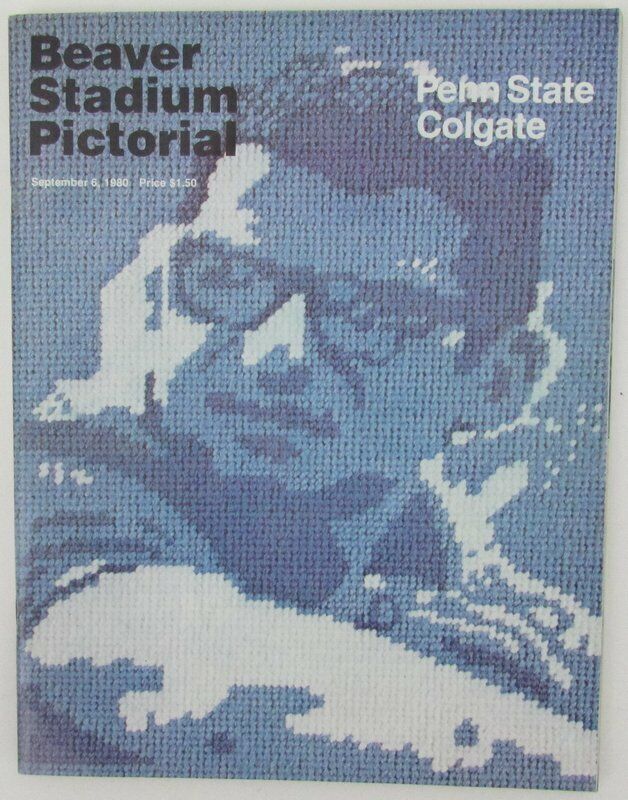 Beaver
Stadium
Pictorial
Penn State
Colgate
September 6, 1980 Price $1.50